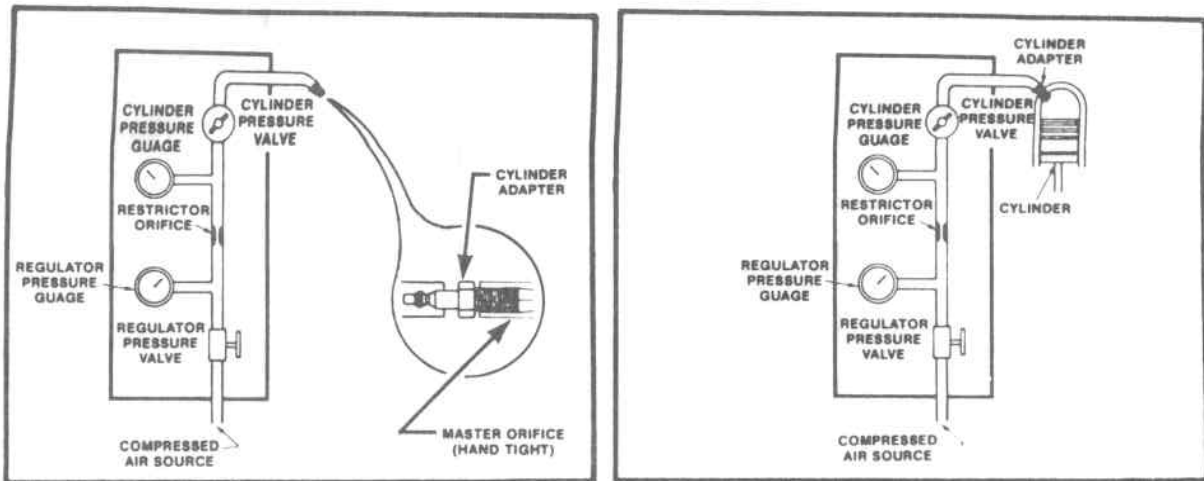 CYLINDER
PRESSURE
GUAGE
CYLINDER
PRESSURE
VALVE
RESTRICTOR
ORIFICE
REGULATOR
PRESSURE
GUAGE
REGULATOR
PRESSURE
VALVE
COMPRESSED
AIR SOURCE
CYLINDER
ADAPTER
MASTER ORIFICE
(HAND TIGHT)
CYLINDER
ADAPTER
CYLINDER
PRESSURE
GUAGE
CYLINDER
PRESSURE
VALVE
RESTRICTOR
ORIFICE
CYLINDER
REGULATOR
PRESSURE
GUAGE
REGULATOR
PRESSURE
VALVE
COMPRESSED
AIR SOURCE